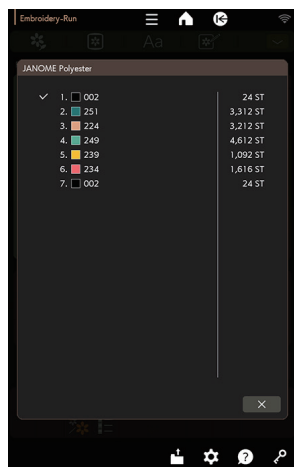 Embroidery-Run
Aa
JANOME Polyester
1. 002 24 ST
2. 251 3,312 ST
3. 224 3,212 ST
4. 249 4,612 ST
5. 239 1,092 ST
6. 234 1,616 ST
7. 002 24 ST